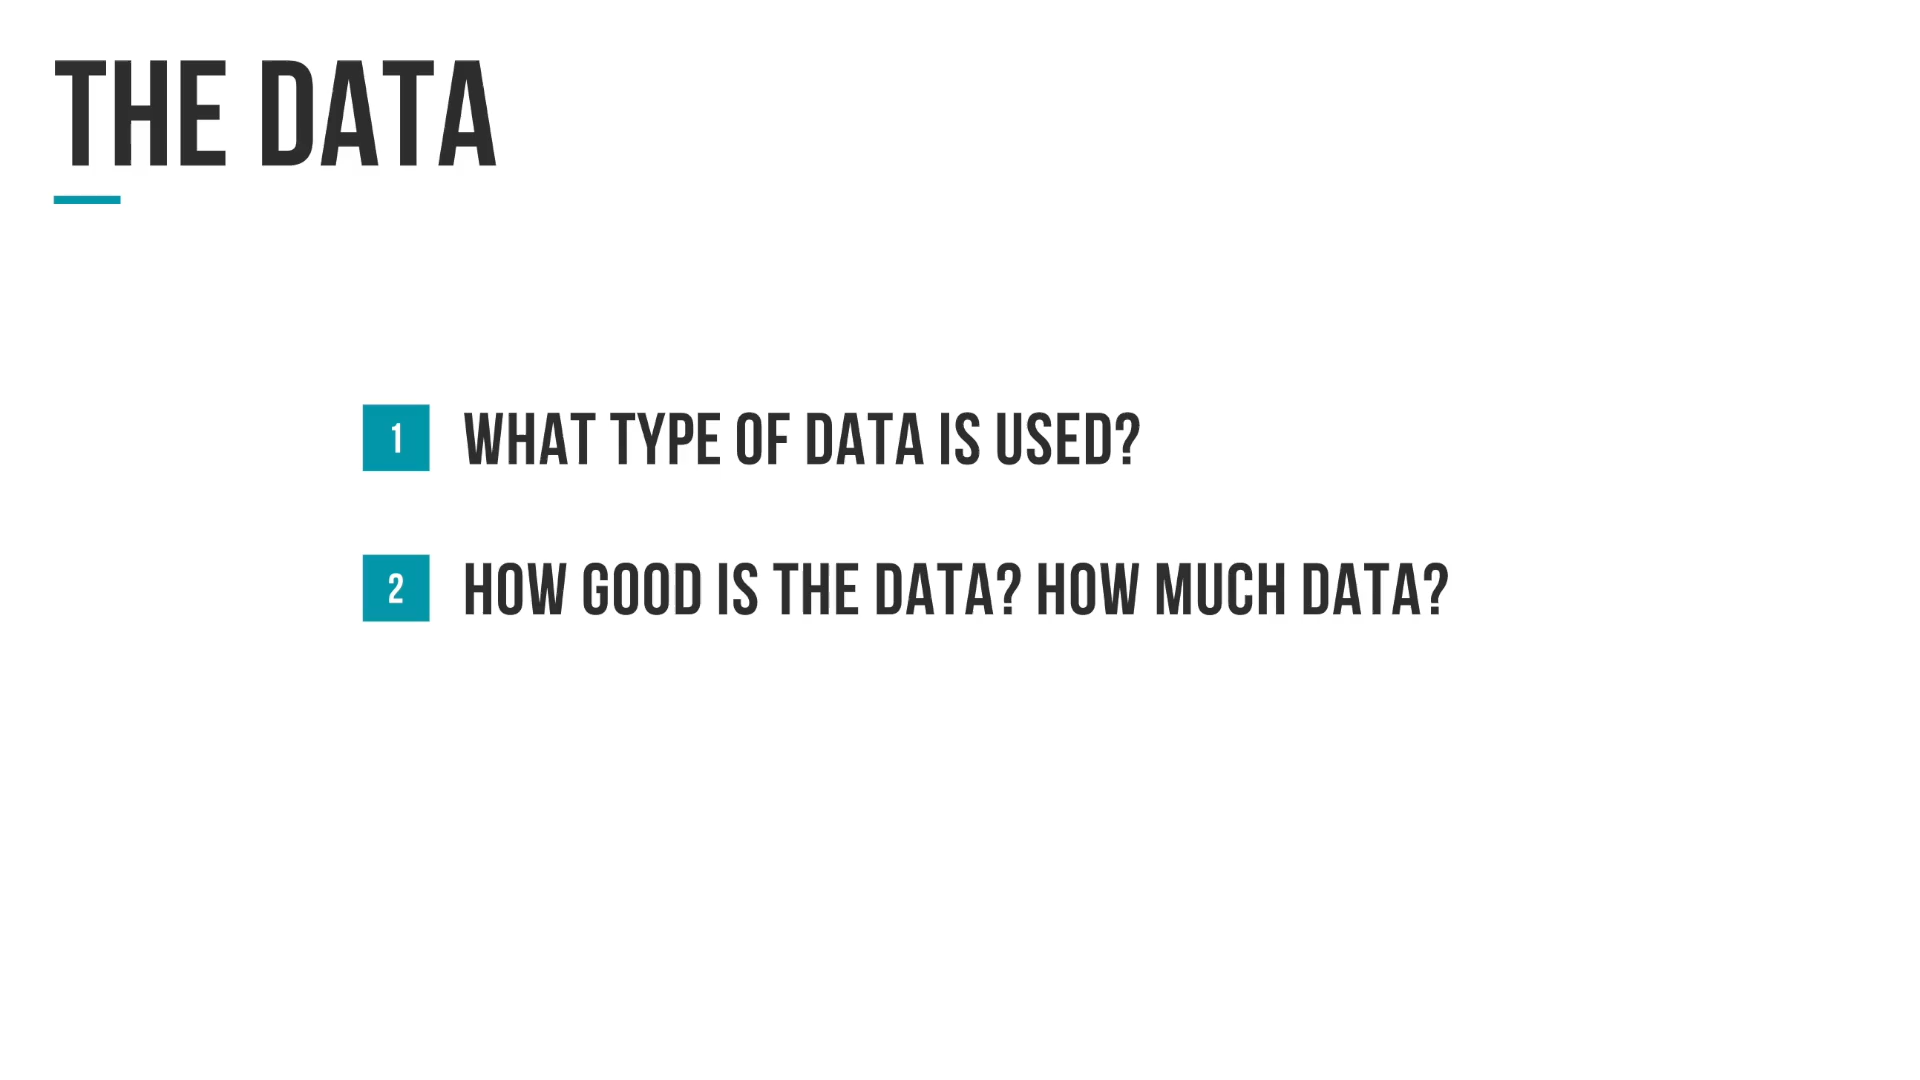 THE DATA
1 WHAT TYPE OF DATA IS USED?
2 HOW GOOD IS THE DATA? HOW MUCH DATA?